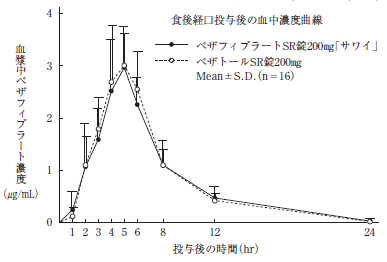 食後経口投与後の血中濃度曲線
ベザフィブラートSR錠200mg「サワイ」
ベザトールSR錠200mg
Mean±S.D.(n=16)
血漿中ベザフィブラート濃度
(μg/mL)
4
3
2
1
0
1 2 3 4 5 6 8 12 24
投与後の時間(hr)